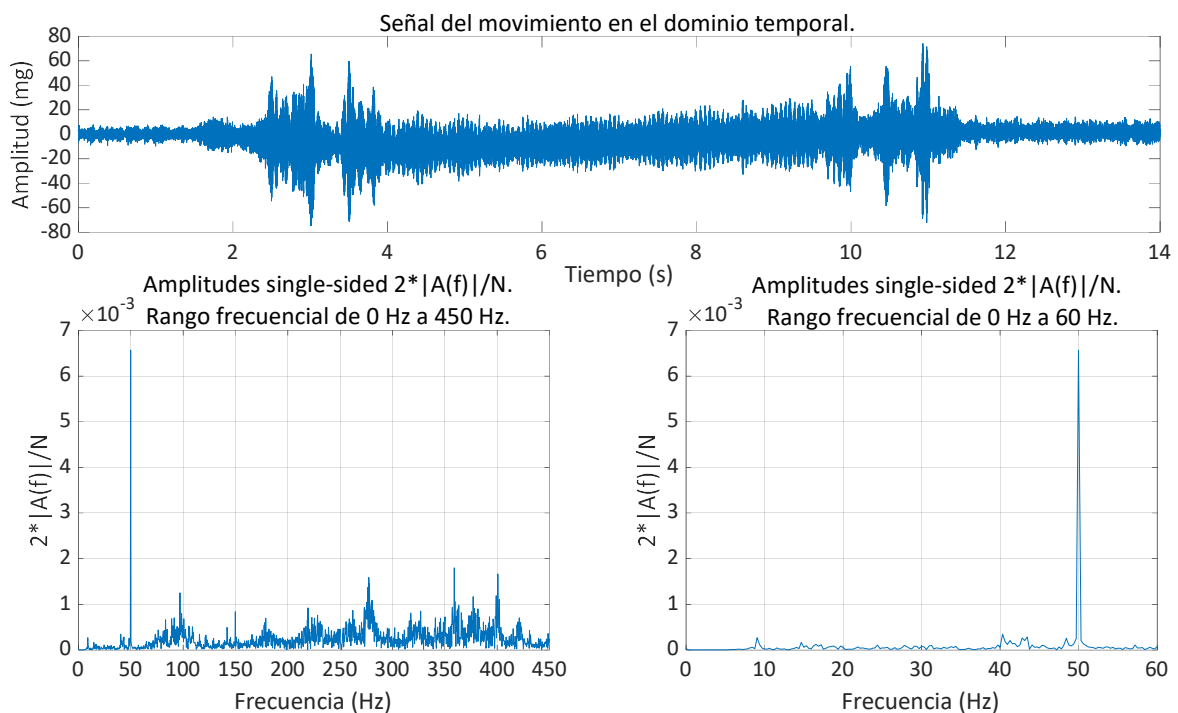 Señal del movimiento en el dominio temporal.
Amplitud (mg)
80
60
40
20
0
-20
-40
-60
-80
0 2 4 6 8 10 12 14
Tiempo (s)
Amplitudes single-sided 2*|A(f)|/N.
Rango frecuencial de 0 Hz a 450 Hz.
×10⁻³
2*|A(f)|/N
7
6
5
4
3
2
1
0
0 50 100 150 200 250 300 350 400 450
Frecuencia (Hz)
Amplitudes single-sided 2*|A(f)|/N.
Rango frecuencial de 0 Hz a 60 Hz.
×10⁻³
2*|A(f)|/N
7
6
5
4
3
2
1
0
0 10 20 30 40 50 60
Frecuencia (Hz)